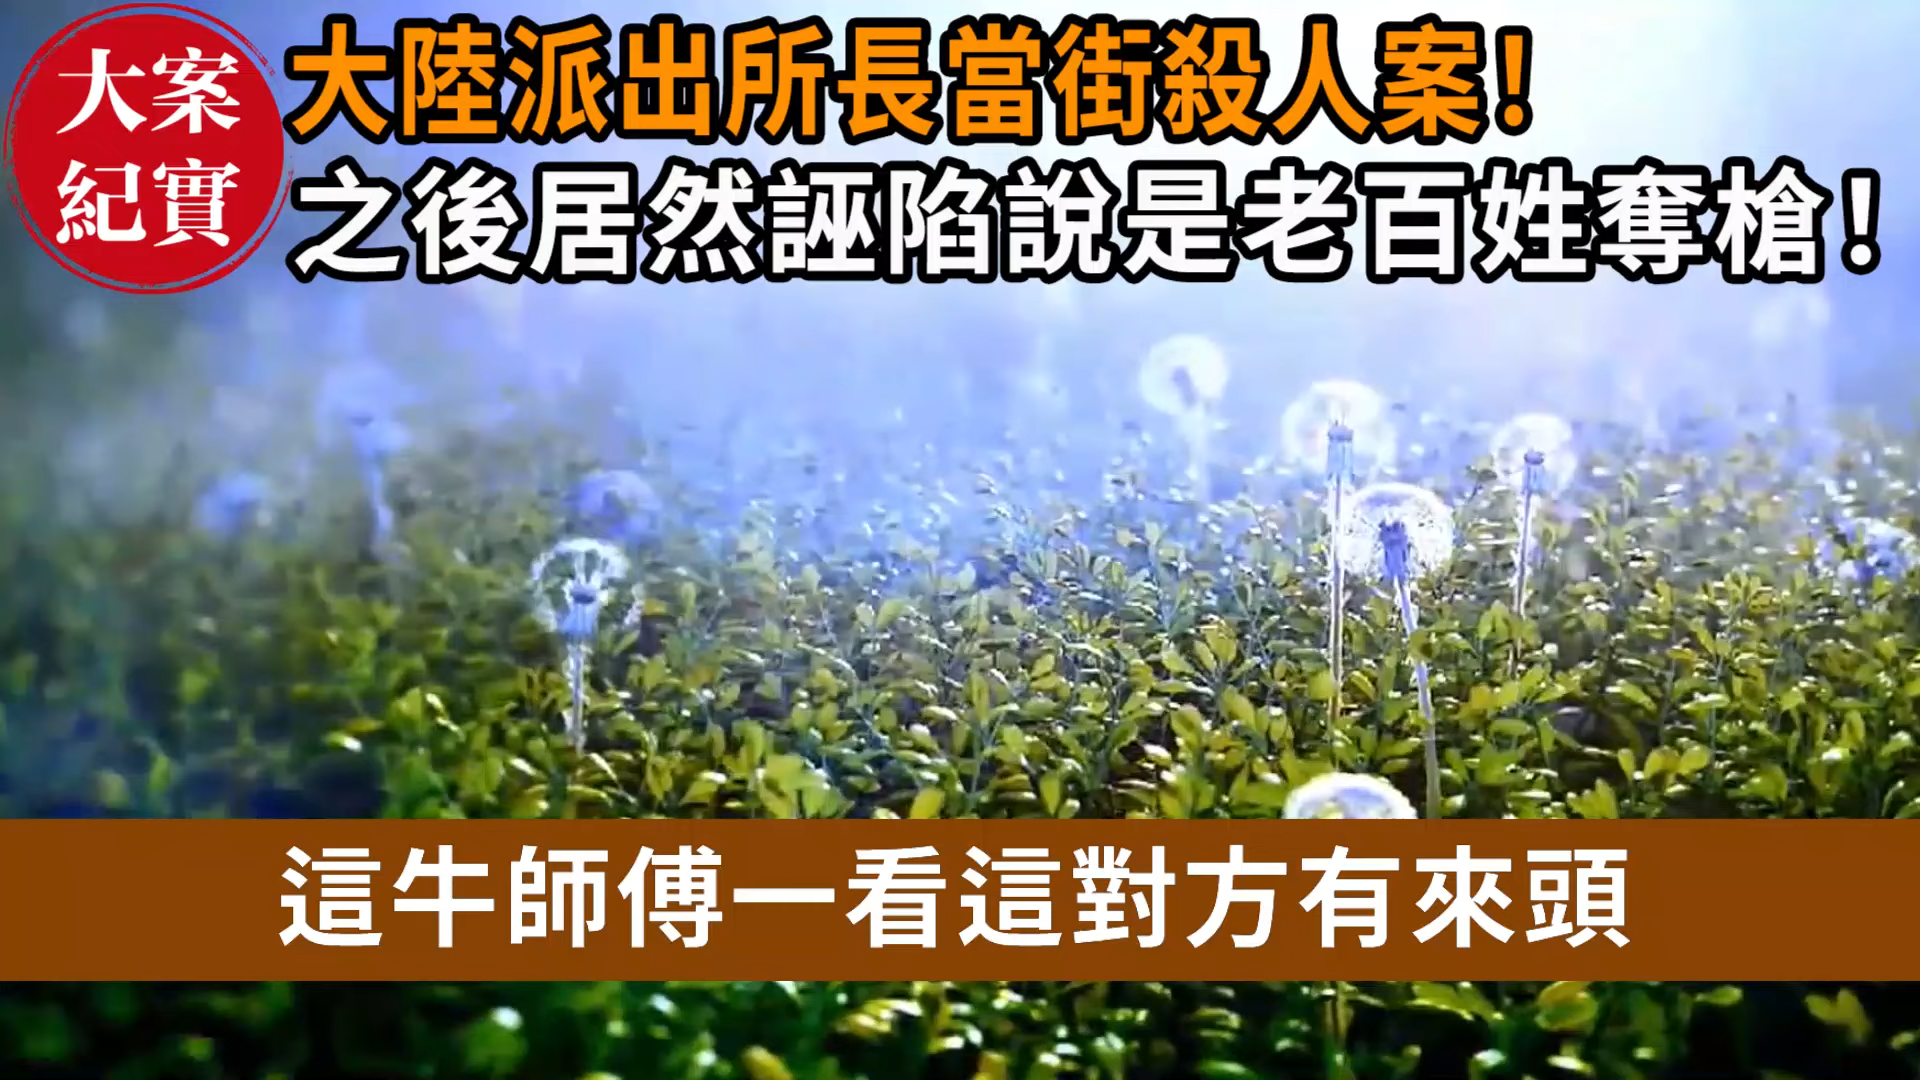 大案
紀實
大陸派出所長當街殺人案!
之後居然誣陷說是老百姓奪槍!
這牛師傅一看這對方有來頭